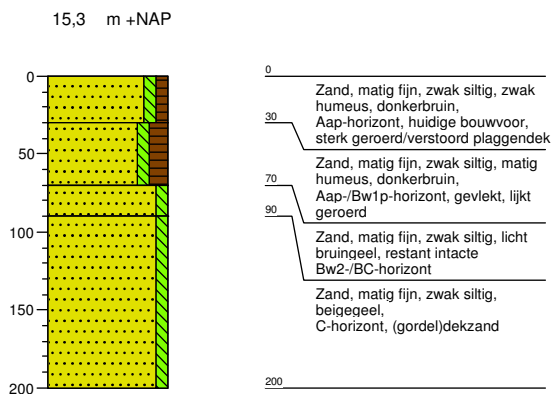 15,3 m +NAP
0
50
100
150
200
0
Zand, matig fijn, zwak siltig, zwak
humeus, donkerbruin,
Aap-horizont, huidige bouwvoor,
sterk geroerd/verstoord plaggendek
30
Zand, matig fijn, zwak siltig, matig
humeus, donkerbruin,
Aap-/Bw1p-horizont, gevlekt, lijkt
geroerd
70
Zand, matig fijn, zwak siltig, licht
bruingeel, restant intacte
Bw2-/BC-horizont
90
Zand, matig fijn, zwak siltig,
beigegeel,
C-horizont, (gordel)dekzand
200